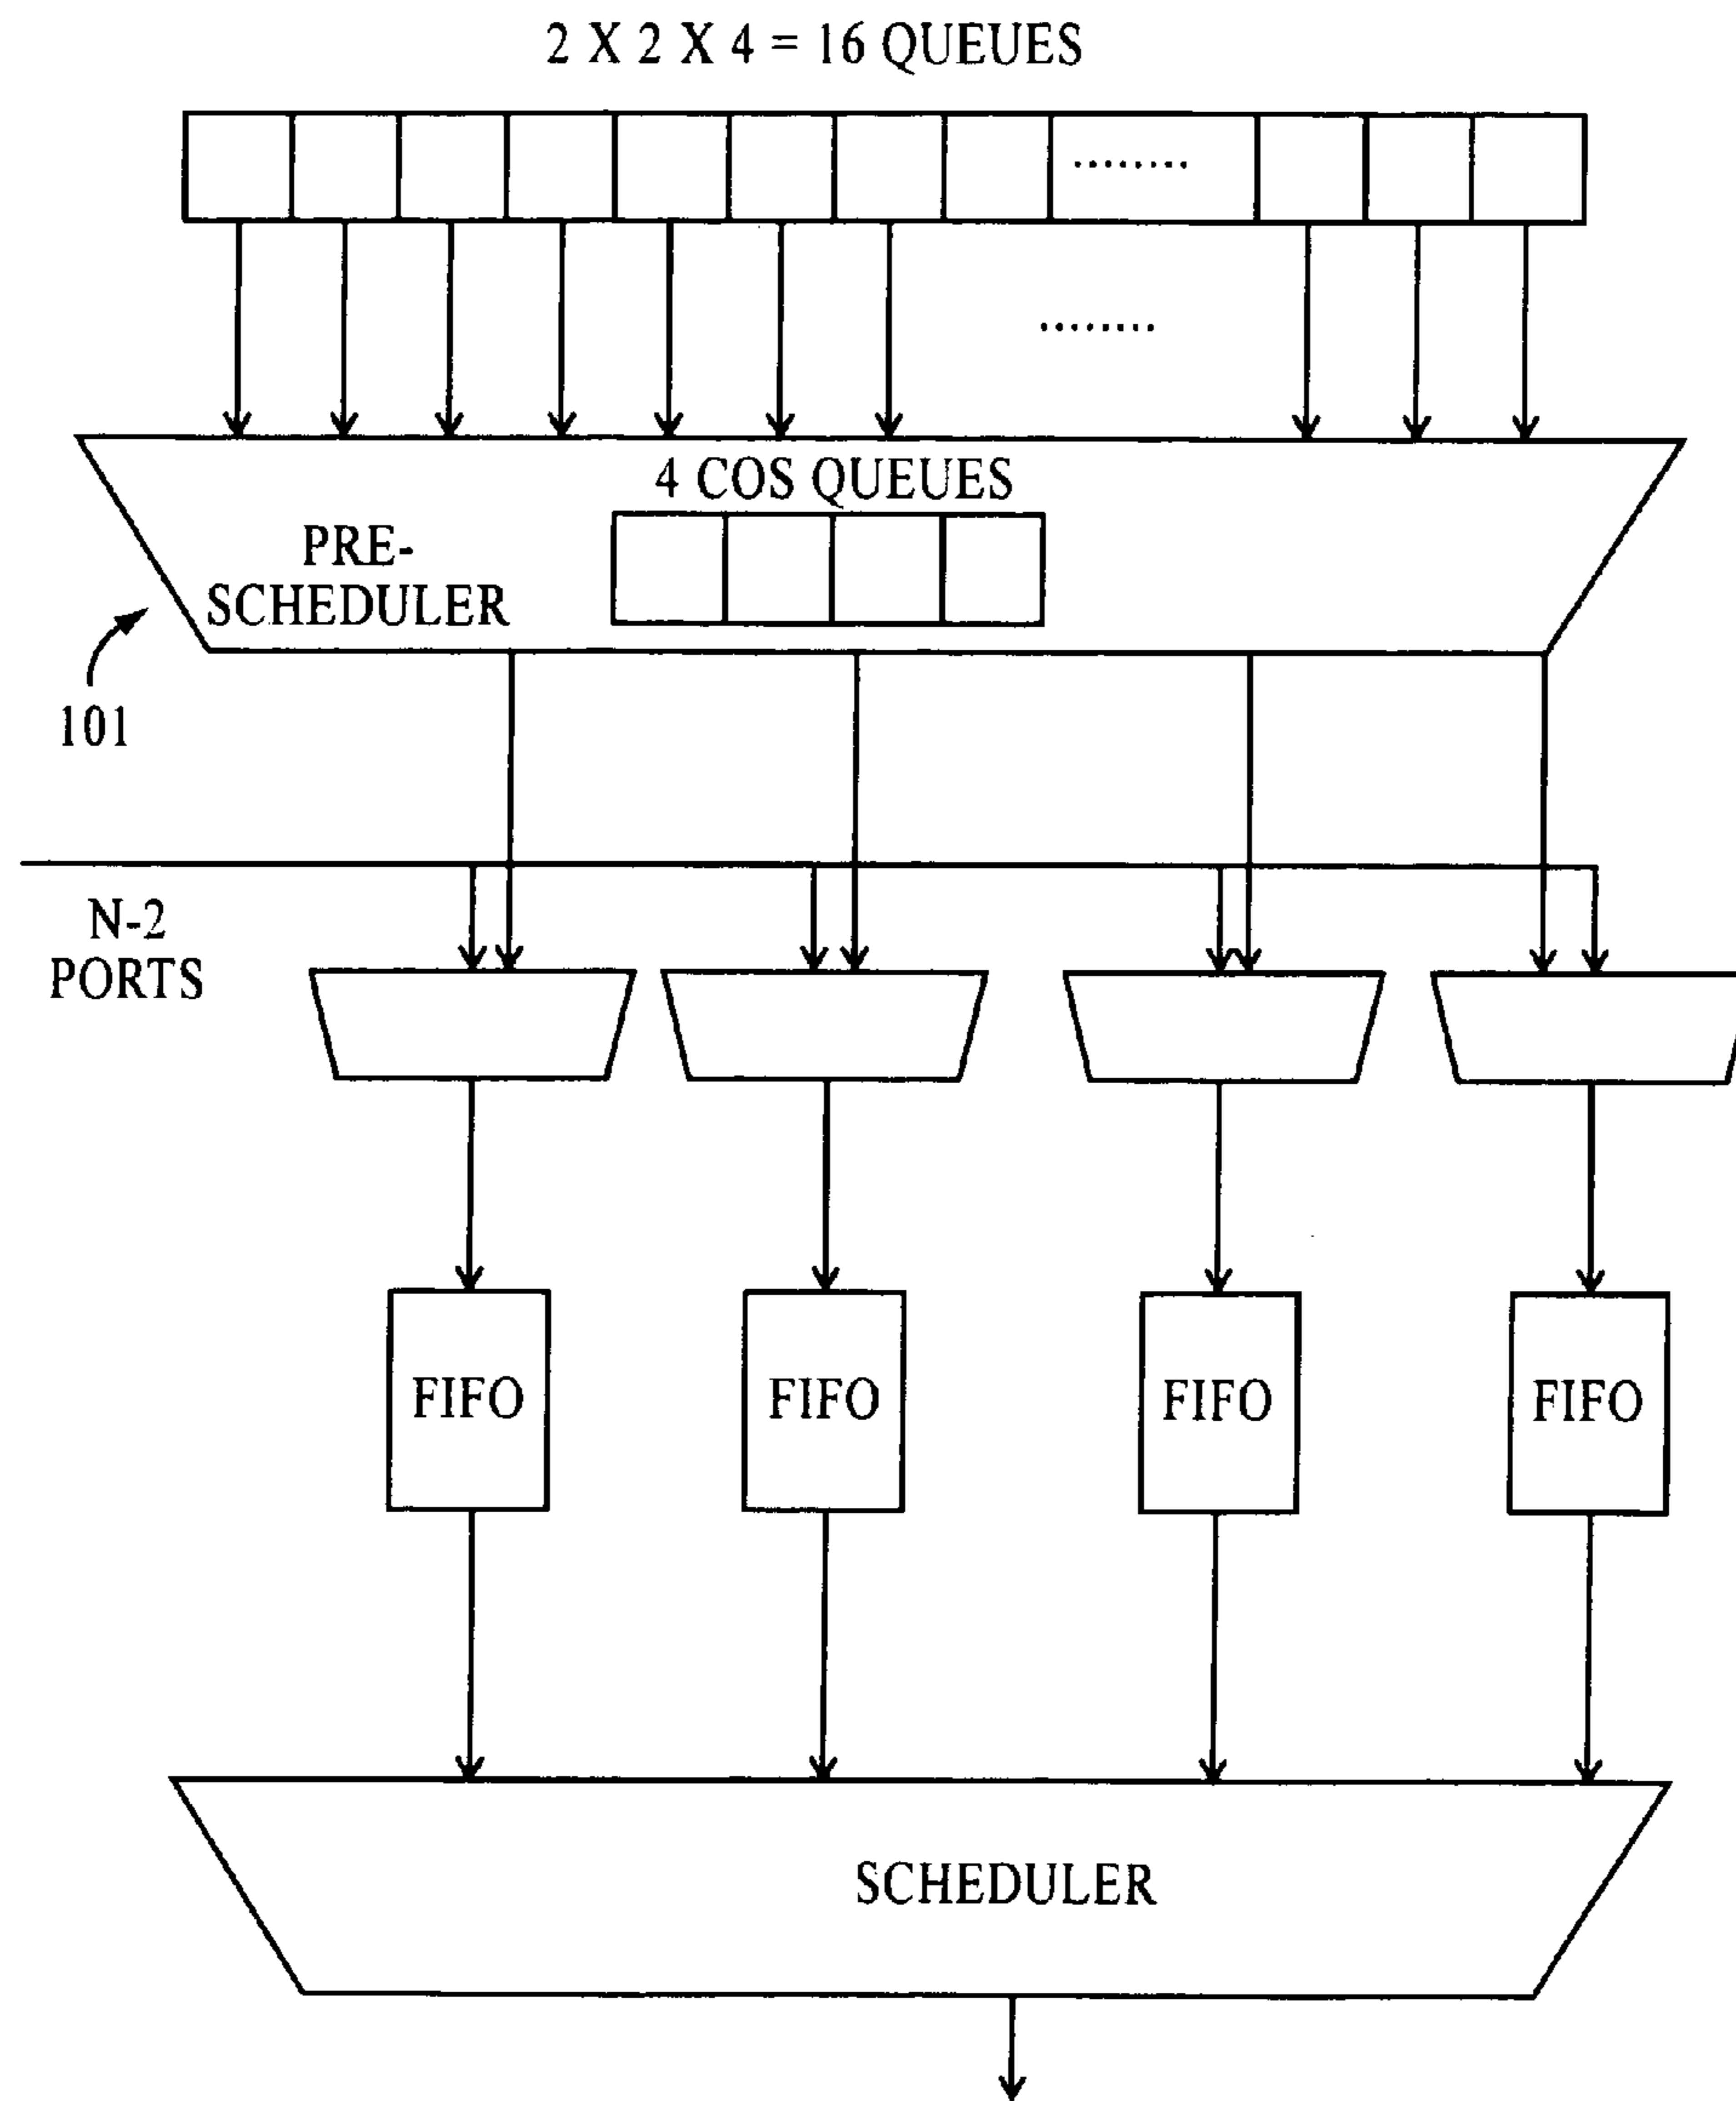 2 X 2 X 4 = 16 QUEUES
........
........
4 COS QUEUES
PRE-
SCHEDULER
101
N-2
PORTS
FIFO FIFO FIFO FIFO
SCHEDULER